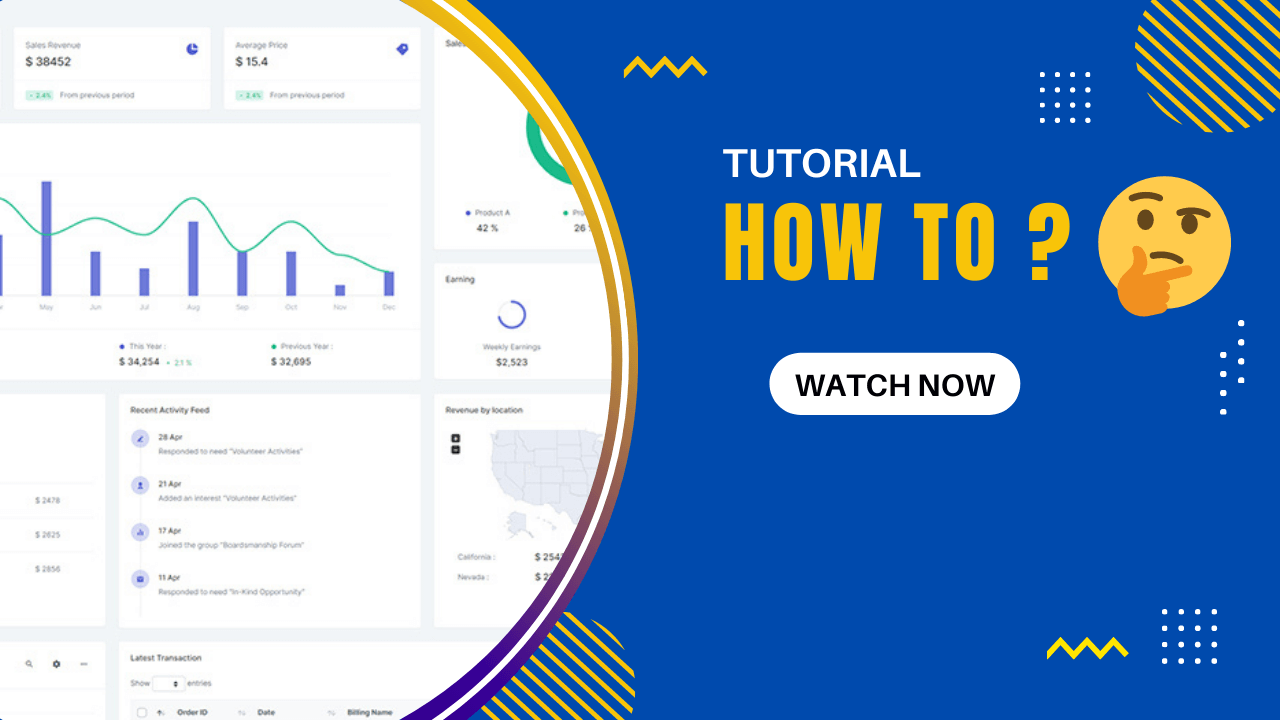 Sales Revenue
$ 38452
+ 2.4% From previous period
Average Price
$ 15.4
+ 2.4% From previous period
May Jun Jul Aug Sep Oct Nov Dec
This Year :
$ 34,254 + 2.1 %
Previous Year :
$ 32,695
Product A
42 %
26
Earning
Weekly Earnings
$2,523
$ 2478
$ 2625
$ 2856
Recent Activity Feed
28 Apr
Responded to need "Volunteer Activities"
21 Apr
Added an interest "Volunteer Activities"
17 Apr
Joined the group "Boardsmanship Forum"
11 Apr
Responded to need "In-Kind Opportunity"
Revenue by location
California :
Nevada :
Latest Transaction
Show entries
Order ID Date Billing Name
TUTORIAL
HOW TO ?
WATCH NOW